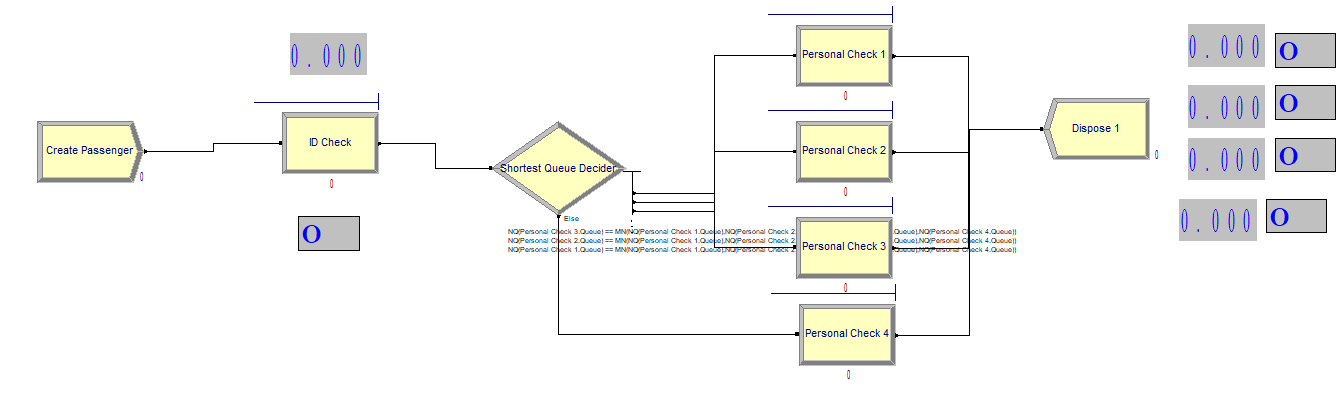 0.000
Personal Check 1
0.000
0
0
0.000
0
ID Check
Create Passenger
0
0
Personal Check 2
0
Dispose 1
0
0.000
0
Shortest Queue Decider
0
Else
0.000
0
NQ(Personal Check 3.Queue) == MN(NQ(Personal Check 1.Queue),NQ(Personal Check 2. Queue),NQ(Personal Check 4.Queue))
NQ(Personal Check 2.Queue) == MN(NQ(Personal Check 1.Queue),NQ(Personal Check 2. Queue),NQ(Personal Check 4.Queue))
NQ(Personal Check 1.Queue) == MN(NQ(Personal Check 1.Queue),NQ(Personal Check 2. Queue),NQ(Personal Check 4.Queue))
Personal Check 3
0
Personal Check 4
0